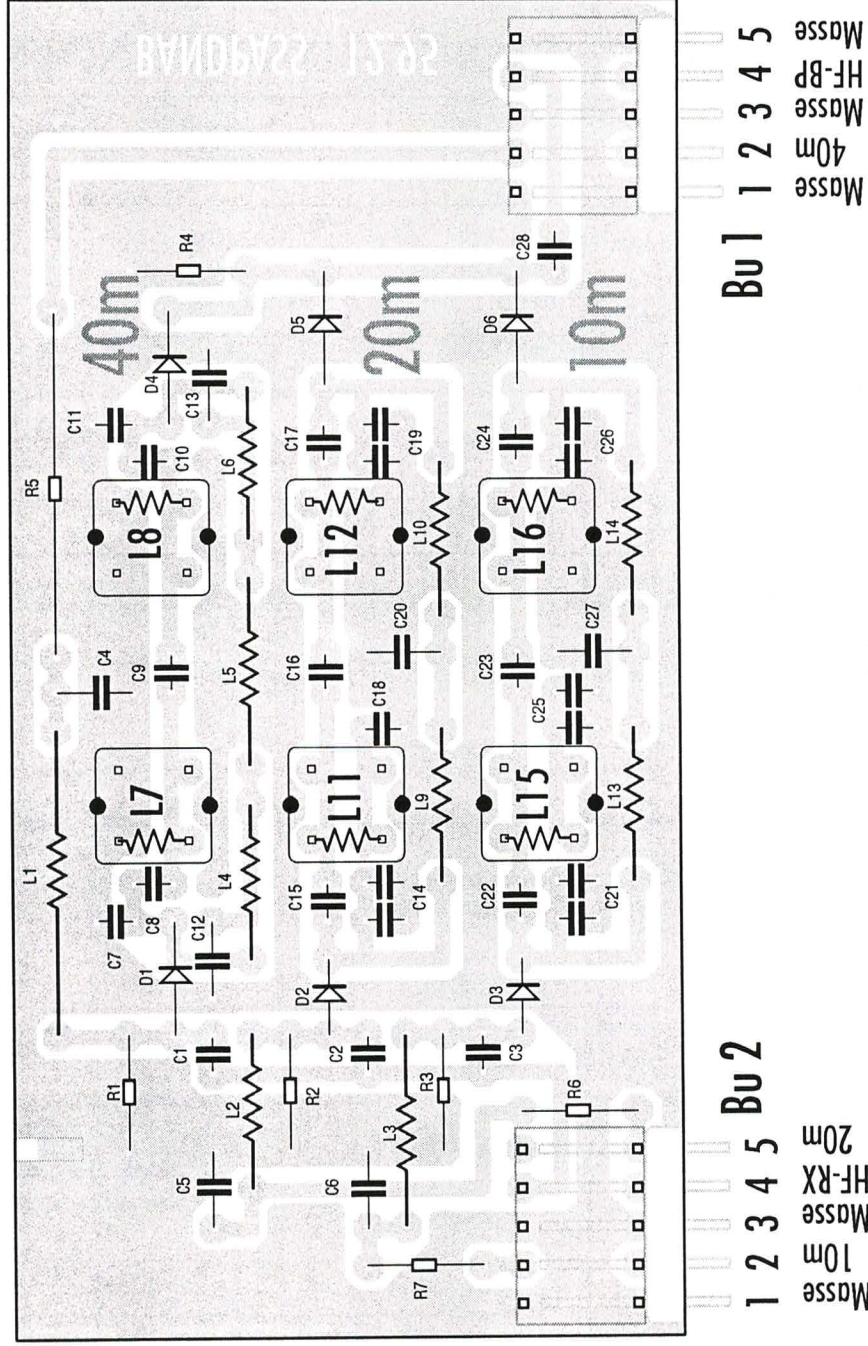 BANDPASS 12.95
L1
R5
C4
C11
40m
R4
R1
C7
C8
L7
C9
L8
C10
D4
C13
D1
C12
C1
L2
C5
L4
L5
L6
R2
D2
C15
L11
C16
L12
C17
D5
20m
C2
C6
L3
R3
C14
C18
C20
C19
L9
L10
R7
C3
D3
C22
L15
C23
L16
C24
D6
C28
10m
R6
C21
C25
C27
C26
L13
L14
Bu 2
1 2 3 4 5
Masse 10m Masse HF-RX 20m
Bu 1
1 2 3 4 5
Masse 40m Masse HF-BP Masse